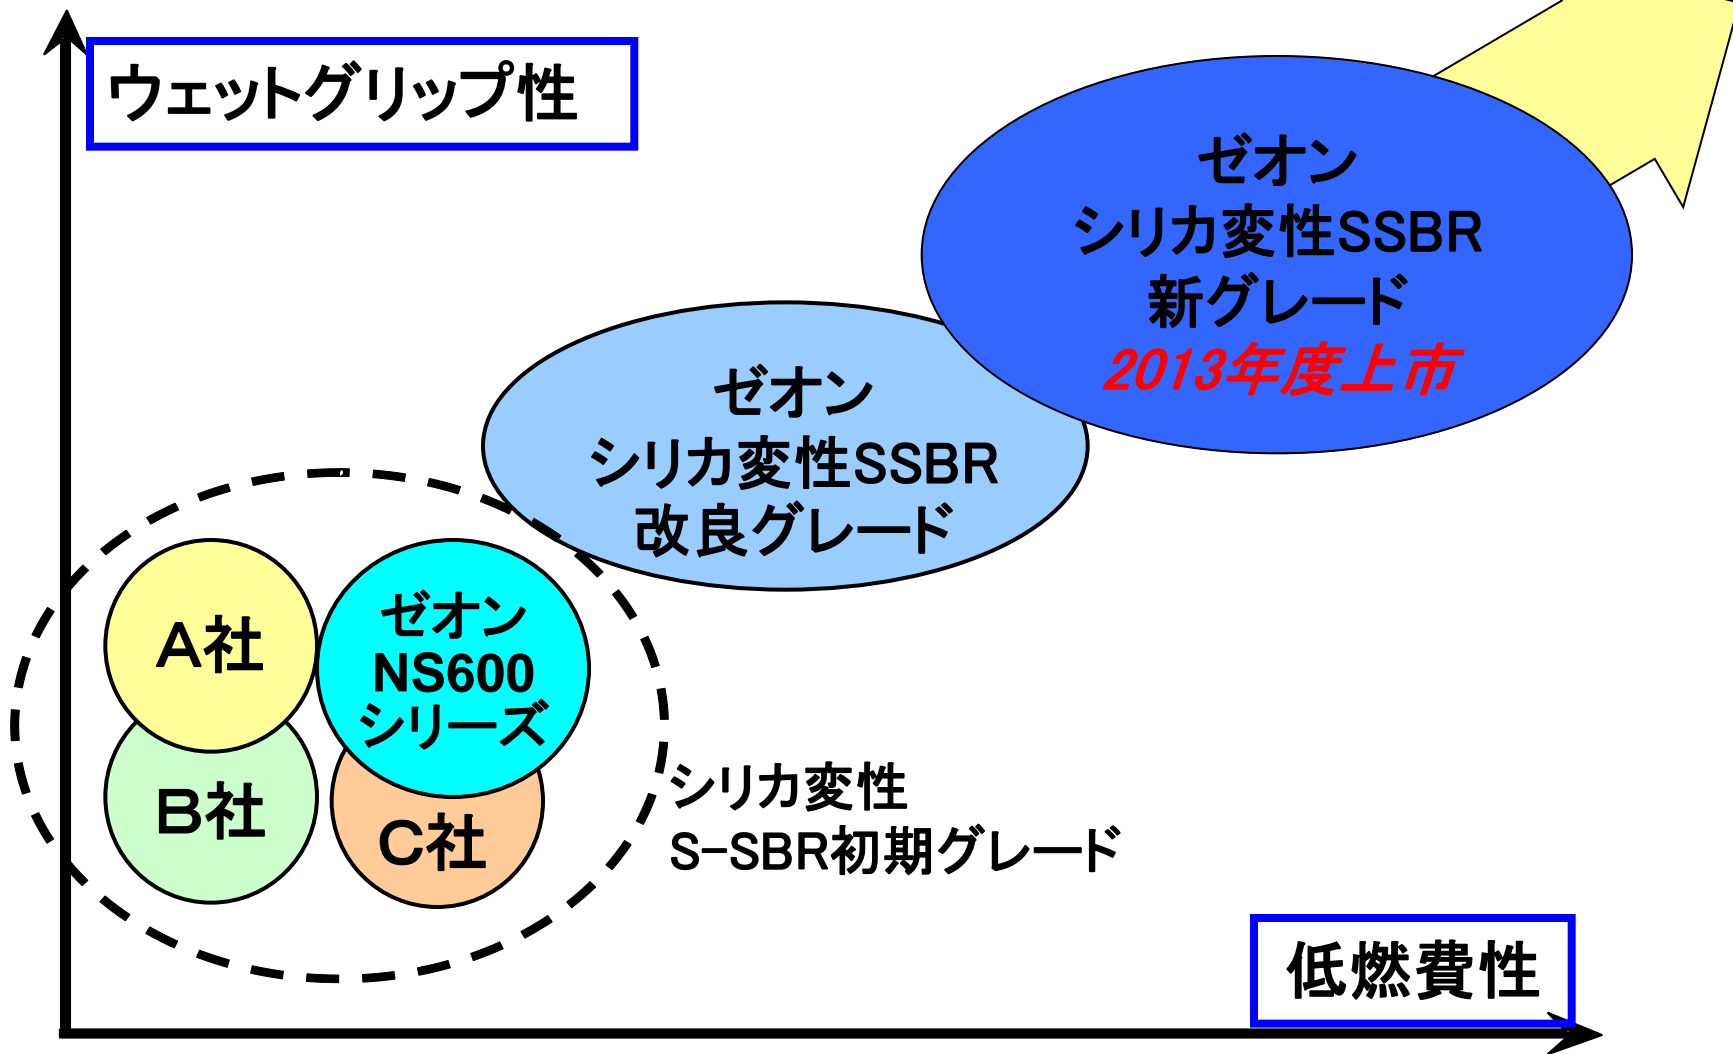 ウェットグリップ性
ゼオン
シリカ変性SSBR
新グレード
2013年度上市
ゼオン
シリカ変性SSBR
改良グレード
A社
ゼオン
NS600
シリーズ
B社
C社
シリカ変性
S-SBR初期グレード
低燃費性